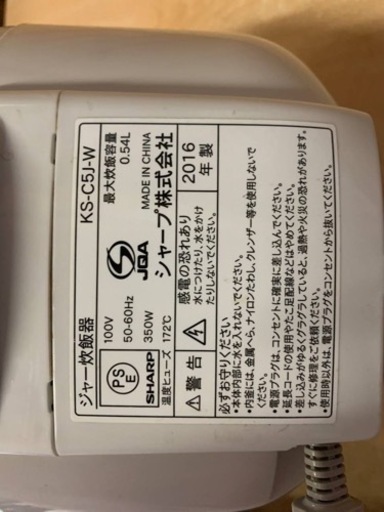 ジャー炊飯器
KS-C5J-W
100V
50-60Hz
350W
温度ヒューズ 172℃
最大炊飯容量
0.54L
PS
E
JQA
SHARP
MADE IN CHINA
シャープ株式会社
2016
年製
⚠警告
感電の恐れあり
水につけたり、水をかけ
たりしないでください。
必ずお守りください
・本体内部に水を入れないでください。
・内釜には、金属へら、ナイロンたわし、クレンザー等を使用しないで
ください。
・電源プラグは、コンセントに確実に差し込んでください。
・延長コードの使用やたこ足配線などはやめてください。
・差し込みがゆるくグラグラしていると、過熱や火災の恐れがあります。
すぐに修理をご依頼ください。
・使用時以外は、電源プラグをコンセントから抜いてください。